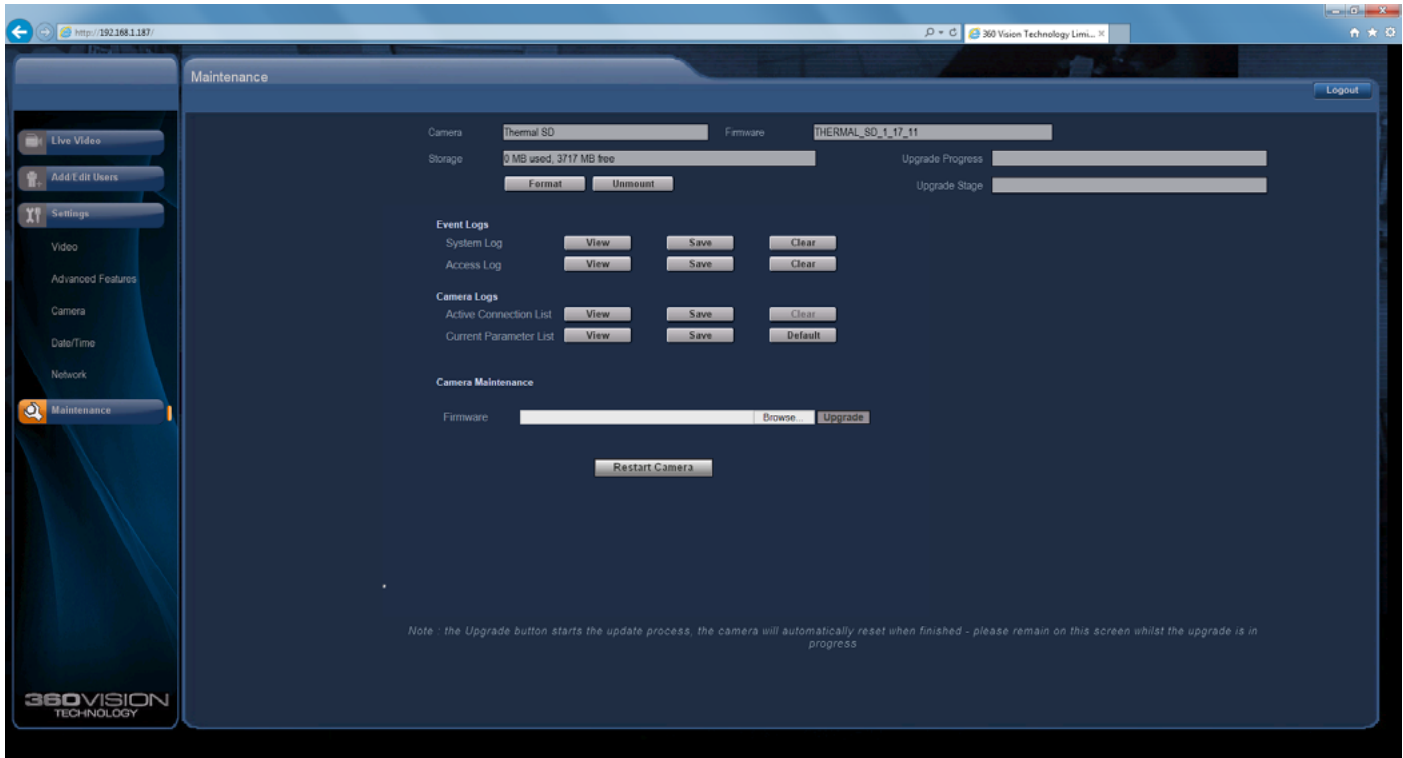 http://192.168.1.187/
360 Vision Technology Limi...
Maintenance
Logout
Live Video
Add/Edit Users
Settings
Video
Advanced Features
Camera
Date/Time
Network
Maintenance
Camera Thermal SD Firmware THERMAL_SD_1_17_11
Storage 0 MB used, 3717 MB free Upgrade Progress
Format Unmount Upgrade Stage
Event Logs
System Log View Save Clear
Access Log View Save Clear
Camera Logs
Active Connection List View Save Clear
Current Parameter List View Save Default
Camera Maintenance
Firmware Browse... Upgrade
Restart Camera
Note : the Upgrade button starts the update process, the camera will automatically reset when finished - please remain on this screen whilst the upgrade is in
progress
360VISION
TECHNOLOGY